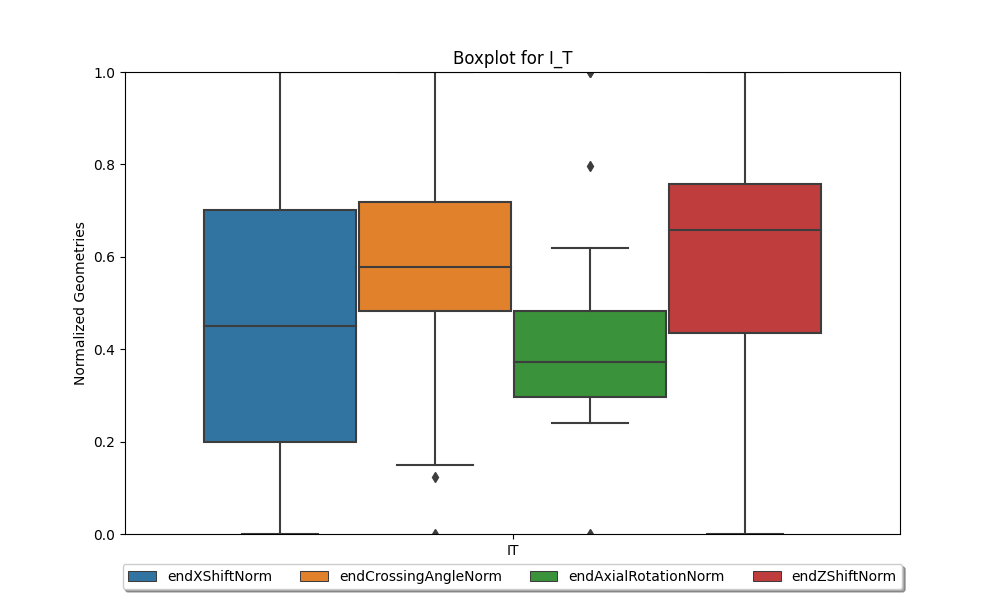 Boxplot for I_T
1.0
0.8
0.6
0.4
0.2
0.0
Normalized Geometries
IT
endXShiftNorm endCrossingAngleNorm endAxialRotationNorm endZShiftNorm